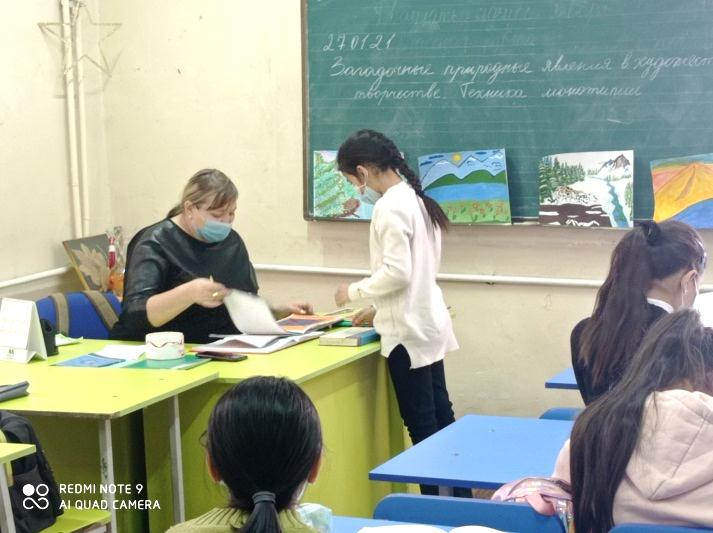 270121
Загадочные природные явления в художест
творчестве. Техника монотипии
REDMI NOTE 9
AI QUAD CAMERA